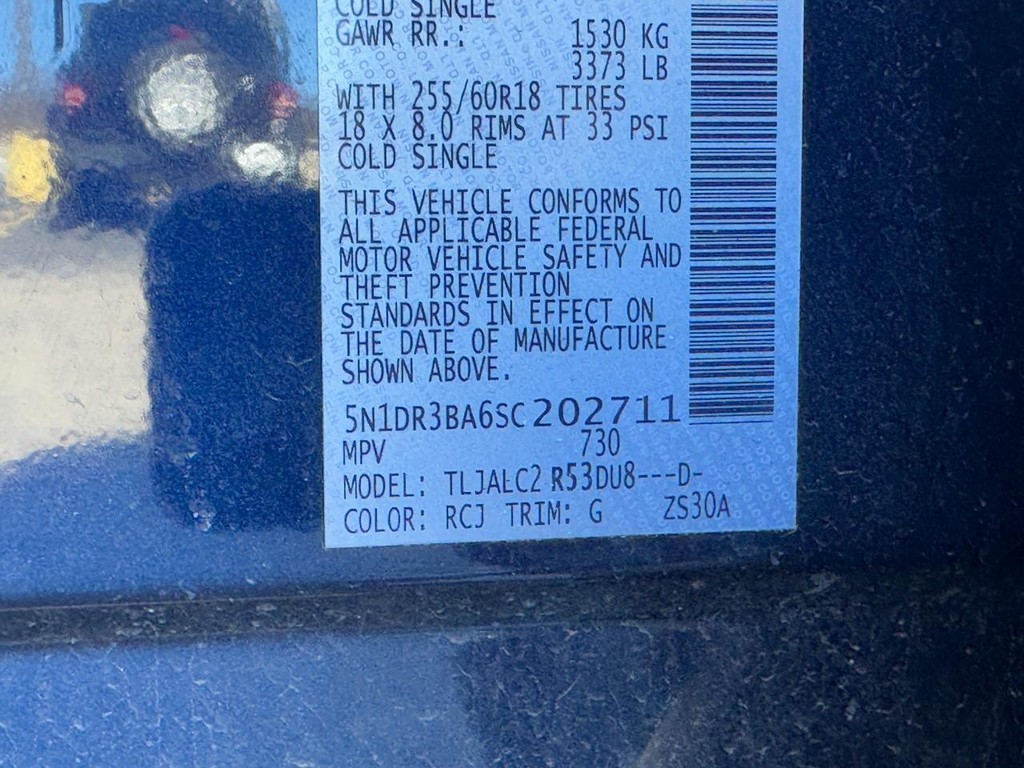 COLD SINGLE
GAWR RR.: 1530 KG
3373 LB
WITH 255/60R18 TIRES
18 X 8.0 RIMS AT 33 PSI
COLD SINGLE
THIS VEHICLE CONFORMS TO
ALL APPLICABLE FEDERAL
MOTOR VEHICLE SAFETY AND
THEFT PREVENTION
STANDARDS IN EFFECT ON
THE DATE OF MANUFACTURE
SHOWN ABOVE.
5N1DR3BA6SC202711
MPV 730
MODEL: TLJALC2 R53DU8---D-
COLOR: RCJ TRIM: G ZS30A